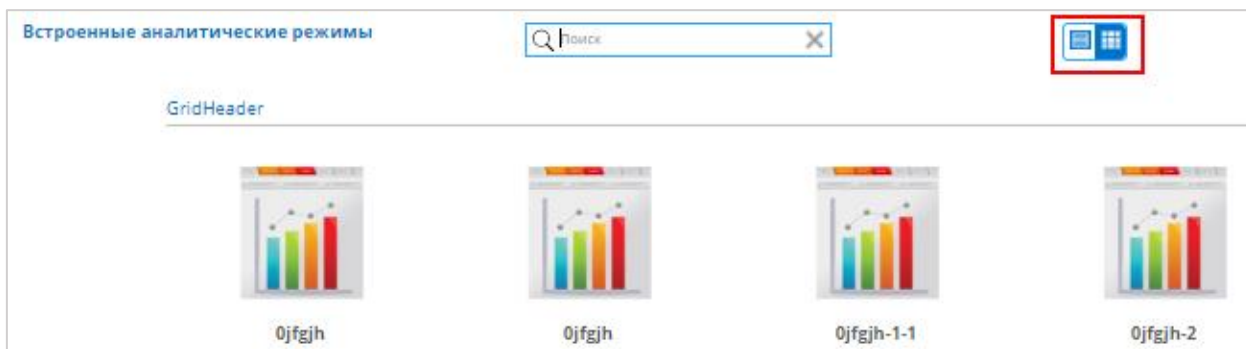 Встроенные аналитические режимы
Поиск
GridHeader
0jfgjh
0jfgjh
0jfgjh-1-1
0jfgjh-2